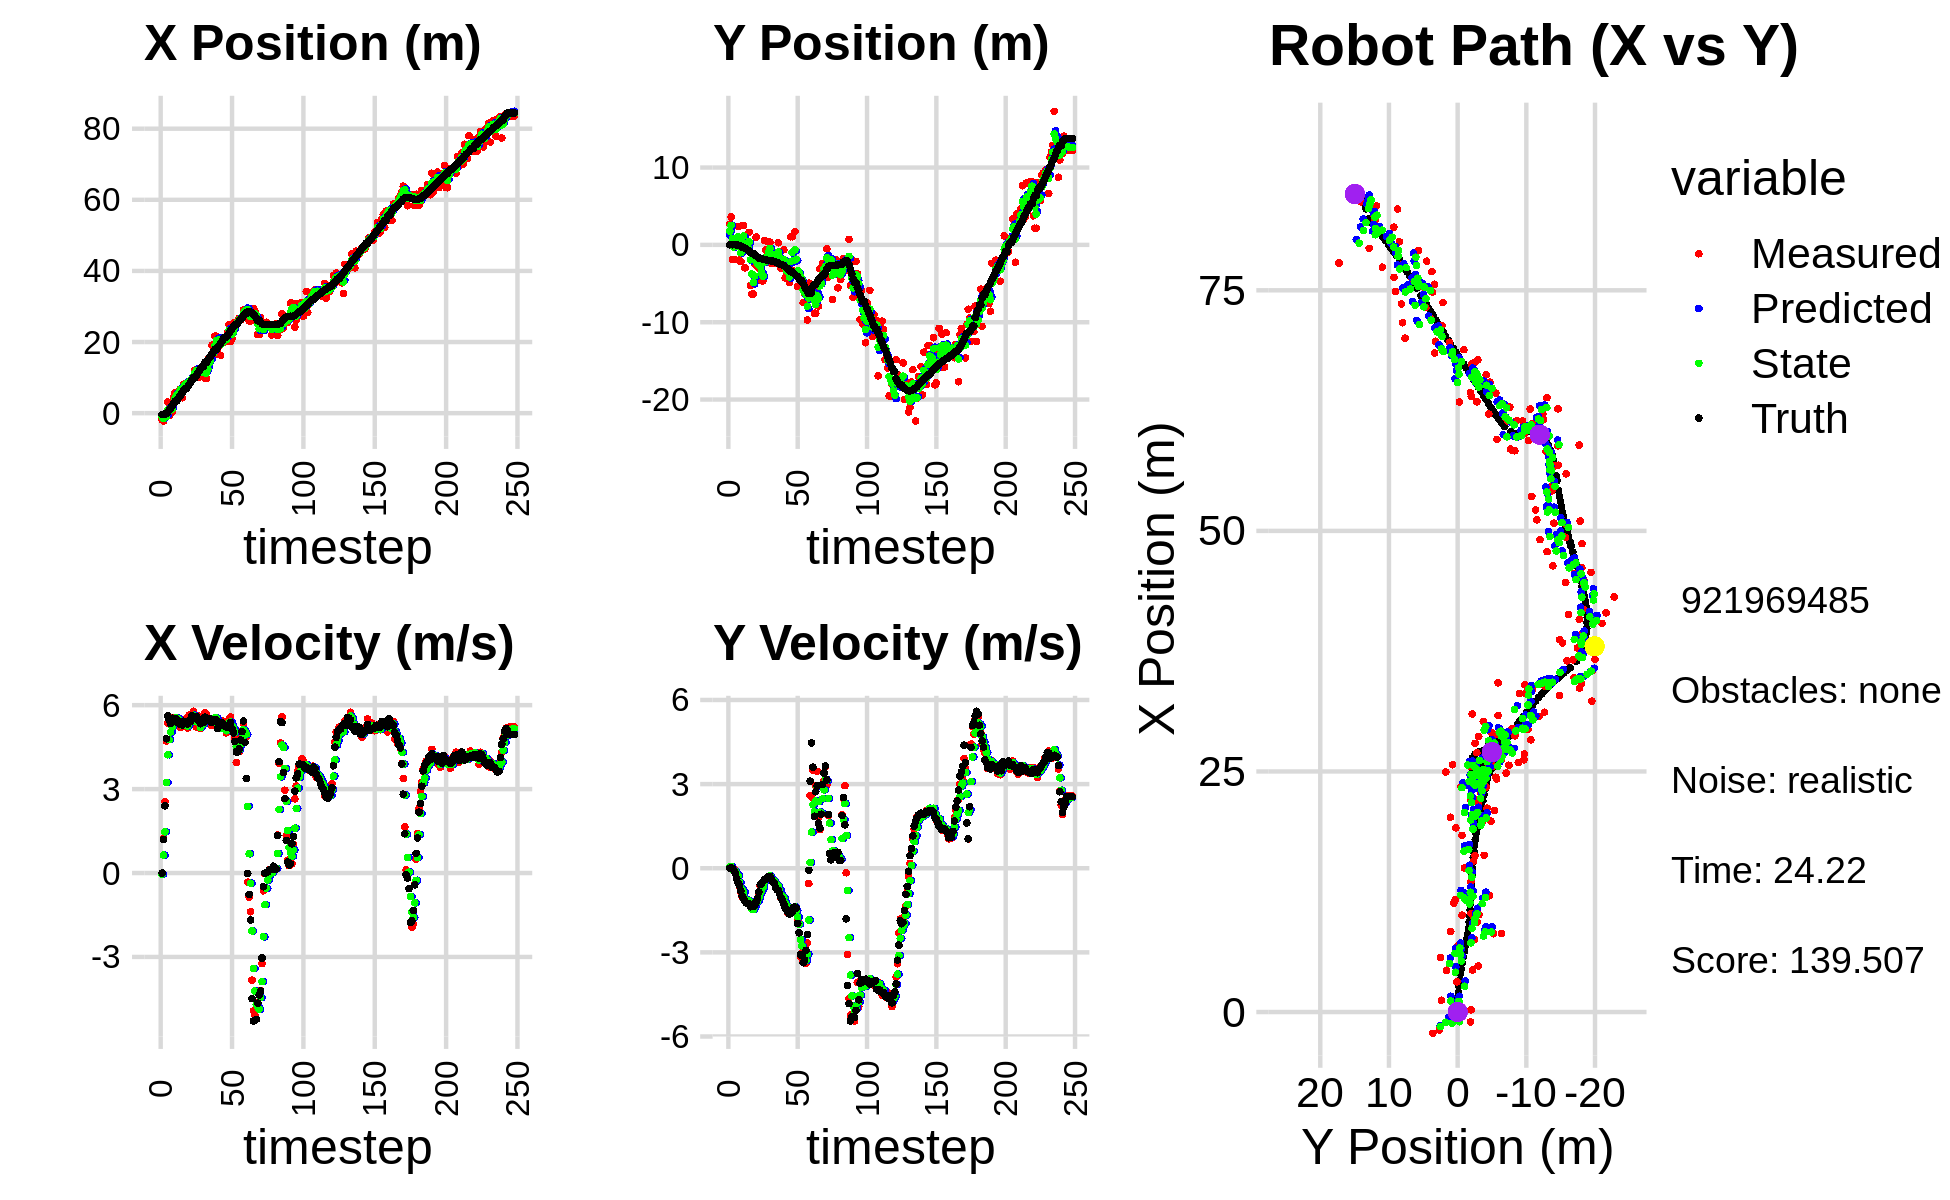 X Position (m)
80
60
40
20
0
0
50
100
150
200
250
timestep
Y Position (m)
10
0
-10
-20
0
50
100
150
200
250
timestep
X Velocity (m/s)
6
3
0
-3
0
50
100
150
200
250
timestep
Y Velocity (m/s)
6
3
0
-3
-6
0
50
100
150
200
250
timestep
Robot Path (X vs Y)
X Position (m)
75
50
25
0
20 10 0 -10 -20
Y Position (m)
variable
Measured
Predicted
State
Truth
921969485
Obstacles: none
Noise: realistic
Time: 24.22
Score: 139.507